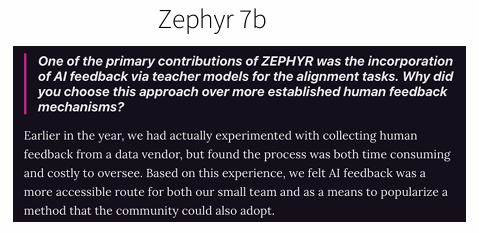 Zephyr 7b
One of the primary contributions of ZEPHYR was the incorporation
of AI feedback via teacher models for the alignment tasks. Why did
you choose this approach over more established human feedback
mechanisms?
Earlier in the year, we had actually experimented with collecting human
feedback from a data vendor, but found the process was both time consuming
and costly to oversee. Based on this experience, we felt AI feedback was a
more accessible route for both our small team and as a means to popularize a
method that the community could also adopt.